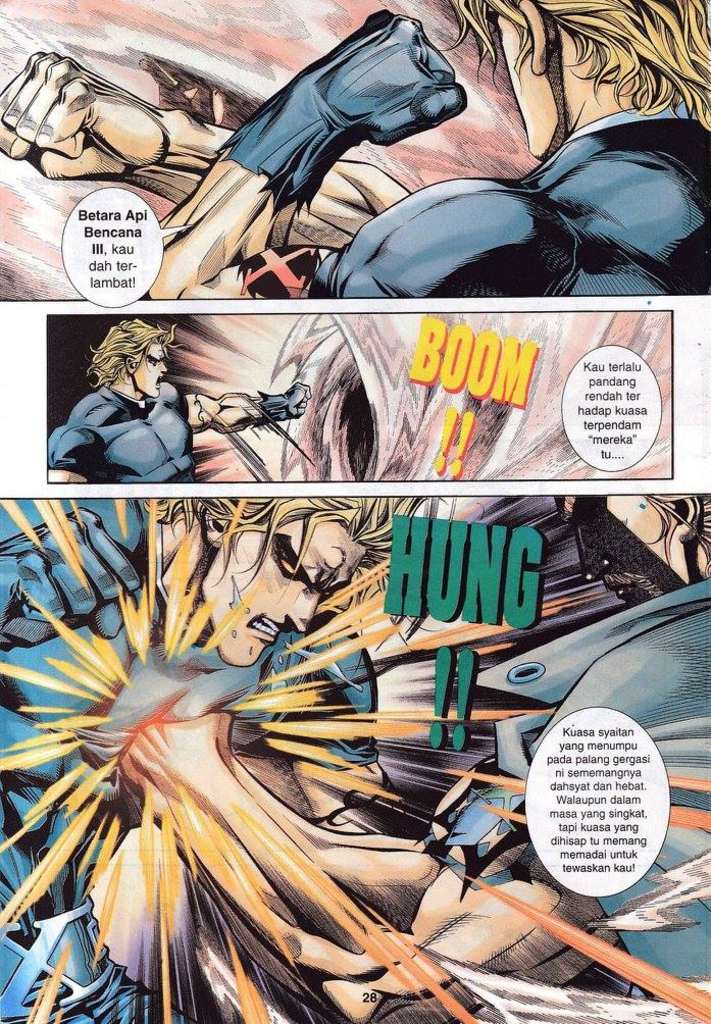 Betara Api
Bencana
III, kau
dah ter-
lambat!
BOOM
!!
Kau terlalu
pandang
rendah ter
hadap kuasa
terpendam
“mereka”
tu....
HUNG
!!
Kuasa syaitan
yang menumpu
pada palang gergasi
ni sememangnya
dahsyat dan hebat.
Walaupun dalam
masa yang singkat,
tapi kuasa yang
dihisap tu memang
memadai untuk
tewaskan kau!
28